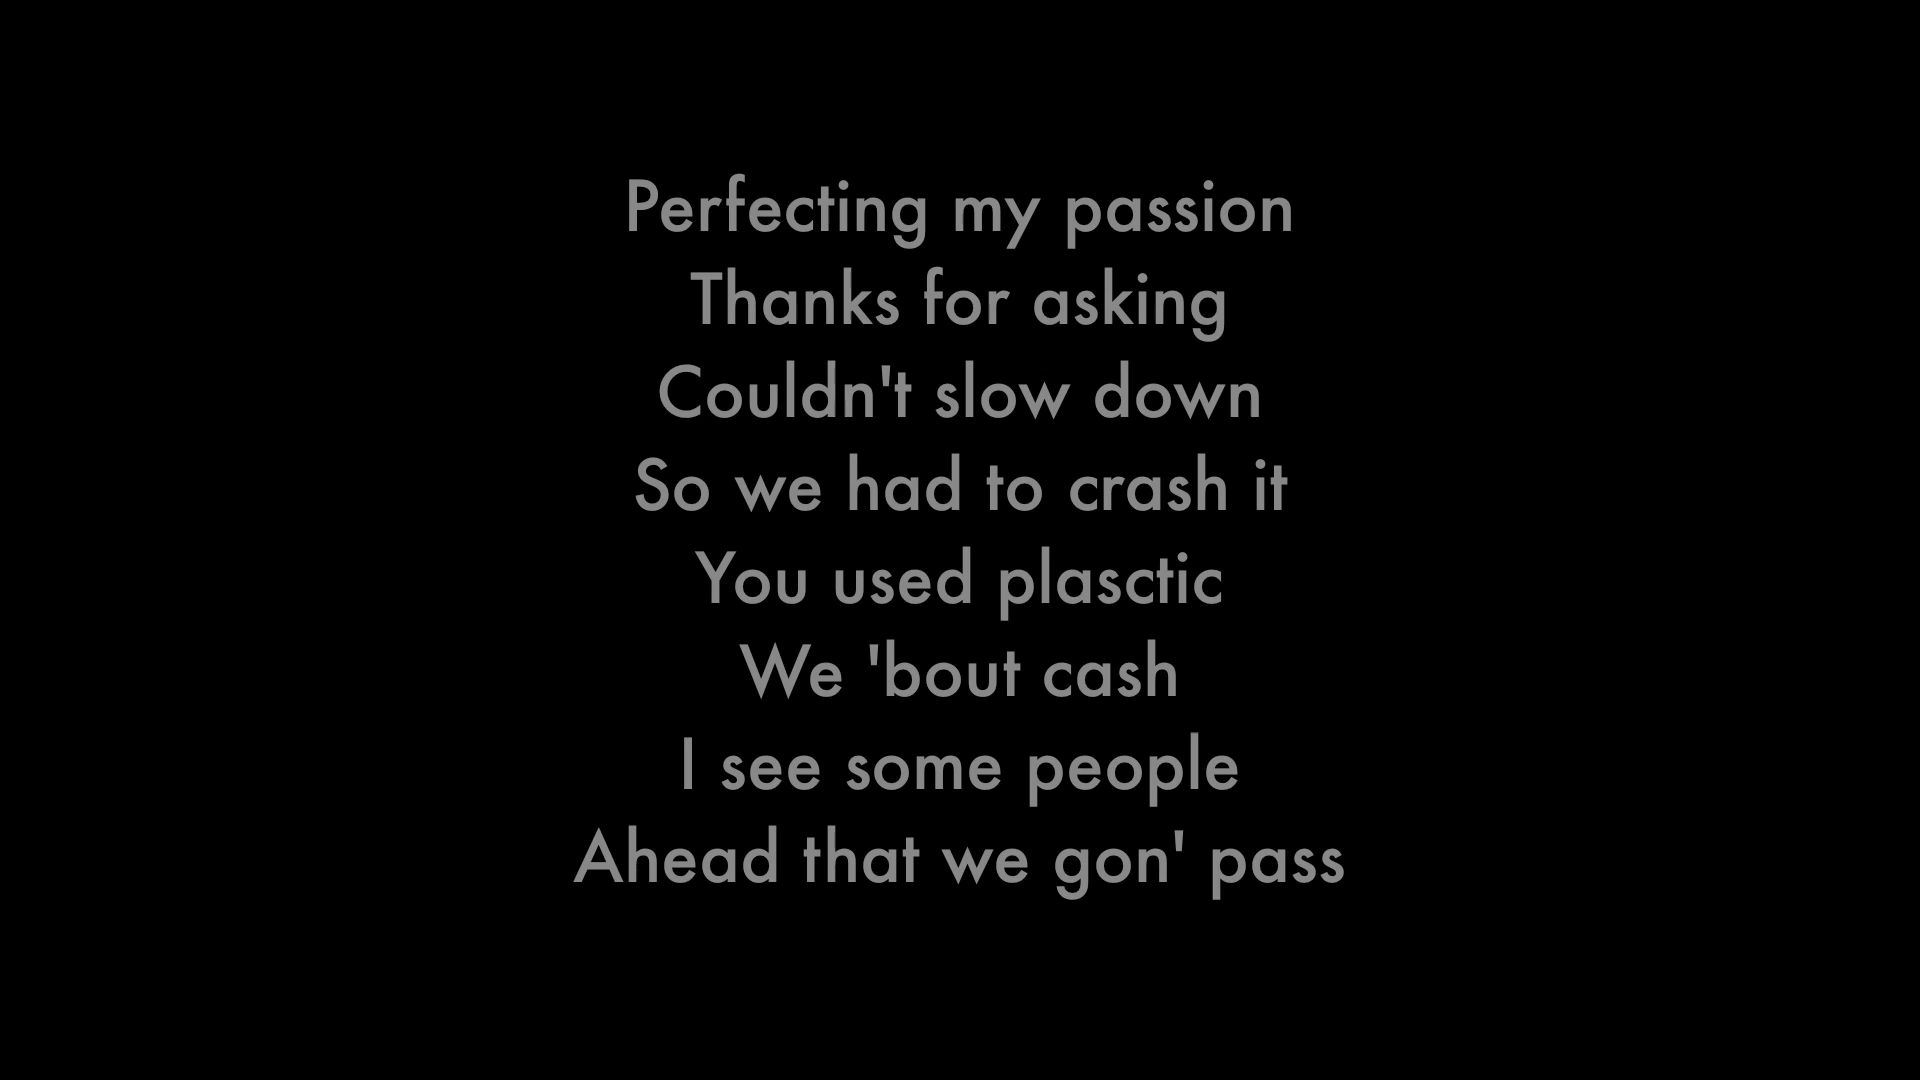 Perfecting my passion
Thanks for asking
Couldn't slow down
So we had to crash it
You used plasctic
We 'bout cash
I see some people
Ahead that we gon' pass